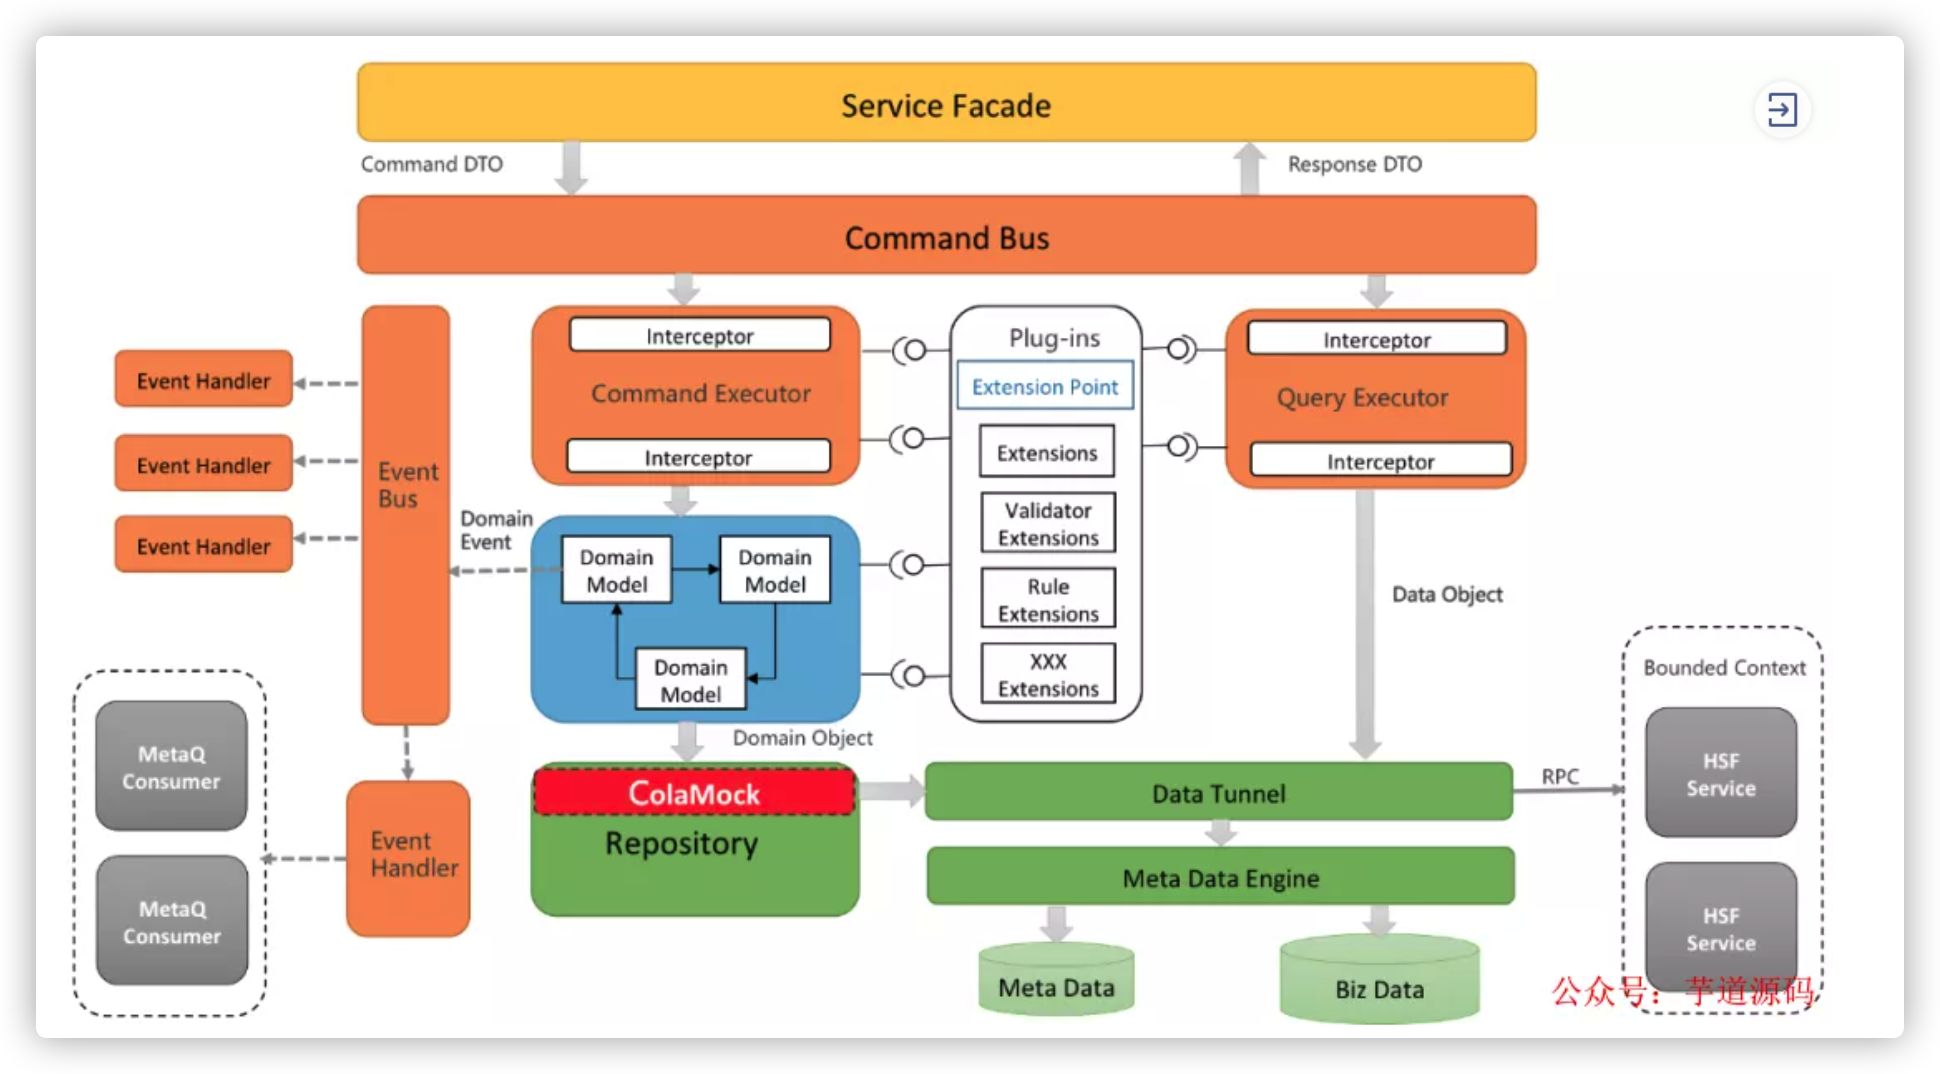 Service Facade
Command DTO
Response DTO
Command Bus
Interceptor
Command Executor
Interceptor
Plug-ins
Extension Point
Extensions
Validator
Extensions
Rule
Extensions
XXX
Extensions
Interceptor
Query Executor
Interceptor
Event Handler
Event Handler
Event Handler
Event
Bus
Domain
Event
Domain
Model
Domain
Model
Domain
Model
Data Object
Domain Object
MetaQ
Consumer
MetaQ
Consumer
Event
Handler
ColaMock
Repository
Data Tunnel
RPC
Meta Data Engine
Meta Data
Biz Data
Bounded Context
HSF
Service
HSF
Service
公众号：芋道源码